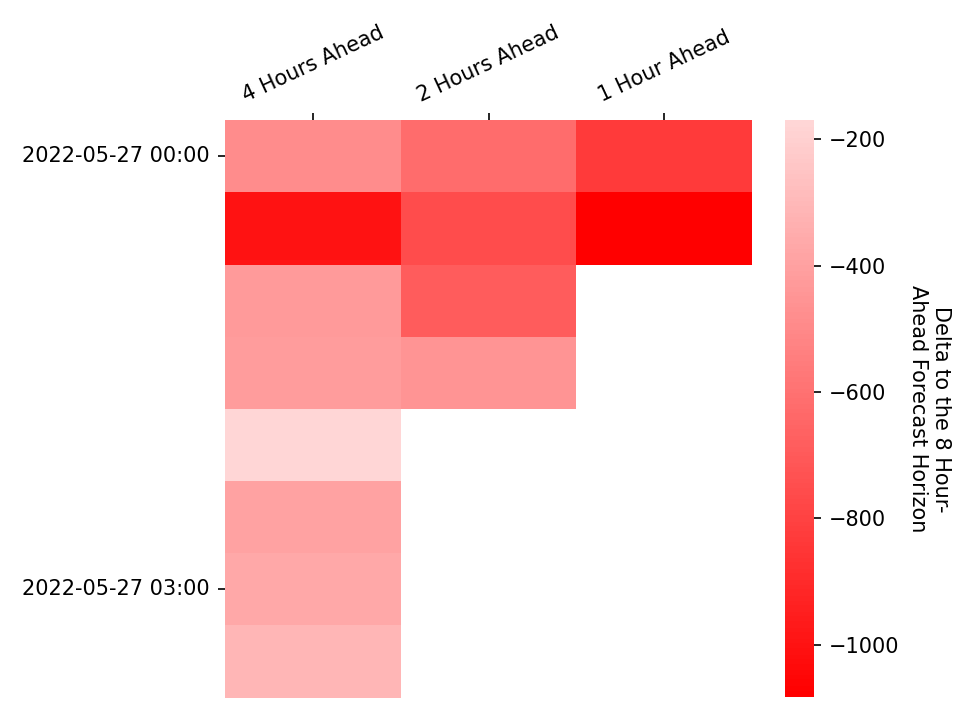 4 Hours Ahead
2 Hours Ahead
1 Hour Ahead
2022-05-27 00:00
2022-05-27 03:00
−200
−400
−600
−800
−1000
Delta to the 8 Hour-
Ahead Forecast Horizon